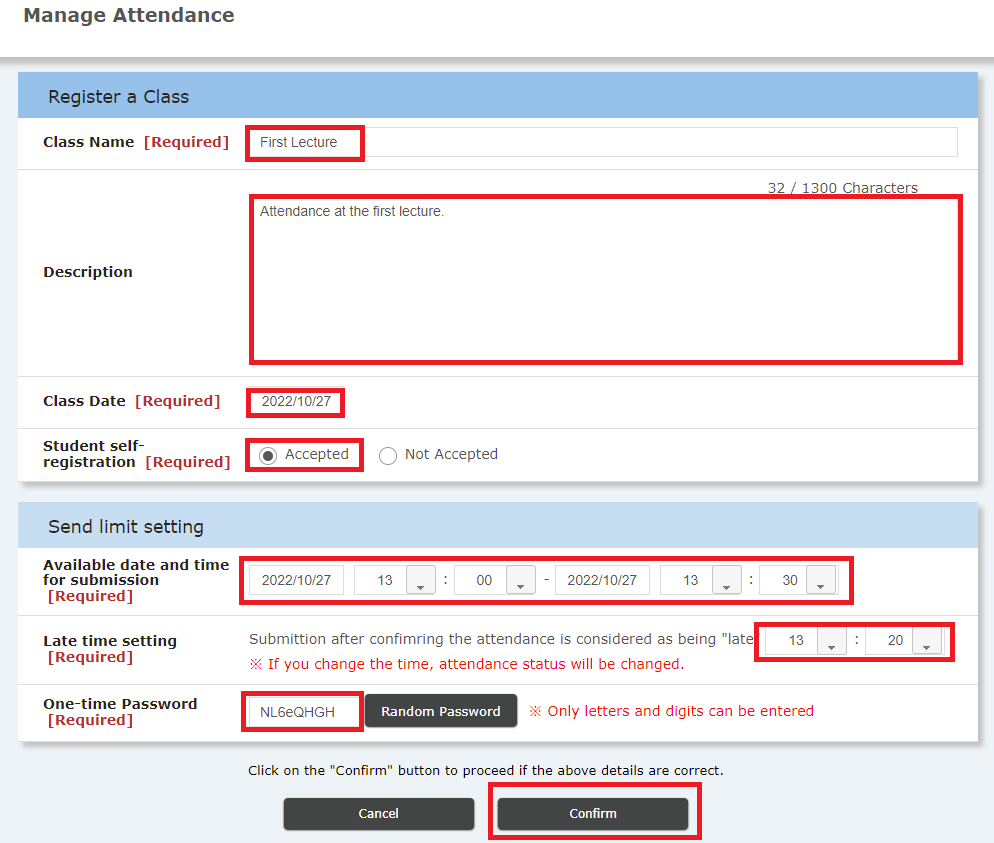 Manage Attendance
Register a Class
Class Name [Required] First Lecture
32 / 1300 Characters
Attendance at the first lecture.
Description
Class Date [Required] 2022/10/27
Student self-
registration [Required] Accepted Not Accepted
Send limit setting
Available date and time
for submission
[Required]
2022/10/27 13 : 00 - 2022/10/27 13 : 30
Late time setting
[Required]
Submittion after confimring the attendance is considered as being "late 13 : 20
※ If you change the time, attendance status will be changed.
One-time Password
[Required]
NL6eQHGH Random Password ※ Only letters and digits can be entered
Click on the "Confirm" button to proceed if the above details are correct.
Cancel Confirm